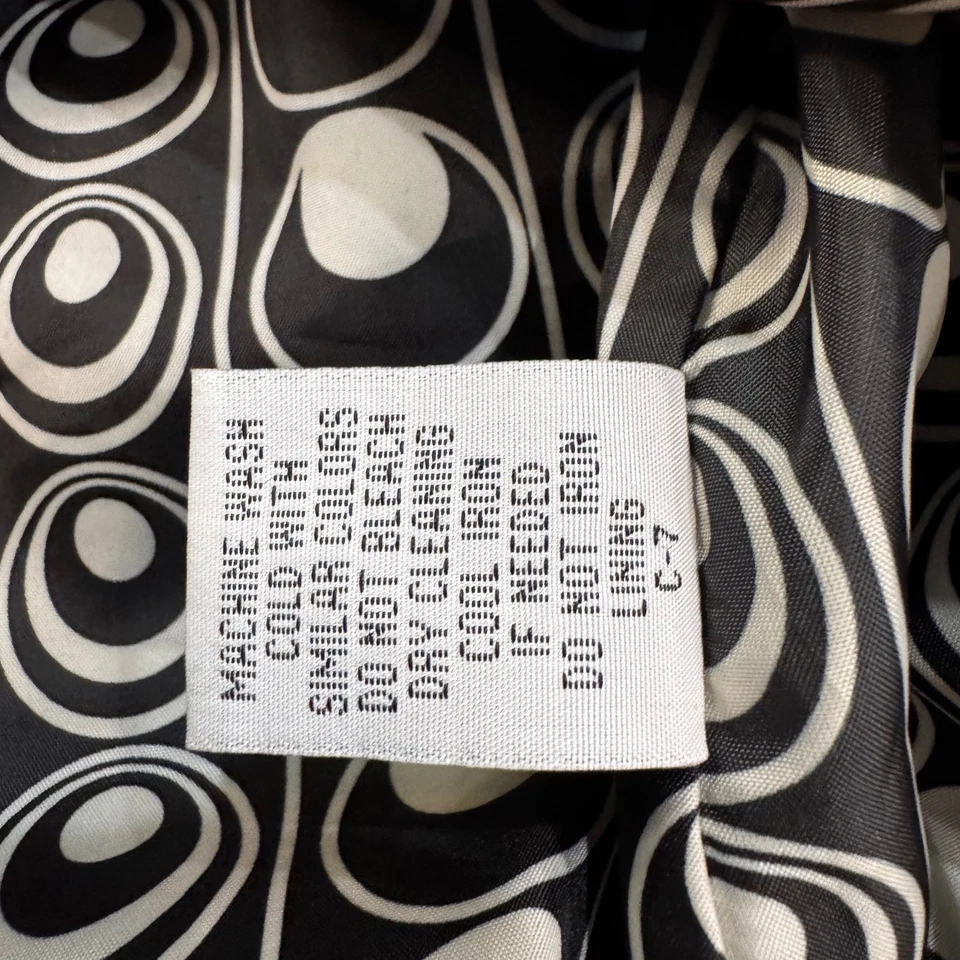 MACHINE WASH
COLD WITH
SIMILAR COLORS
DO NOT BLEACH
DRY CLEANING
COOL IRON
IF NEEDED
DO NOT IRON
LINING
C-7